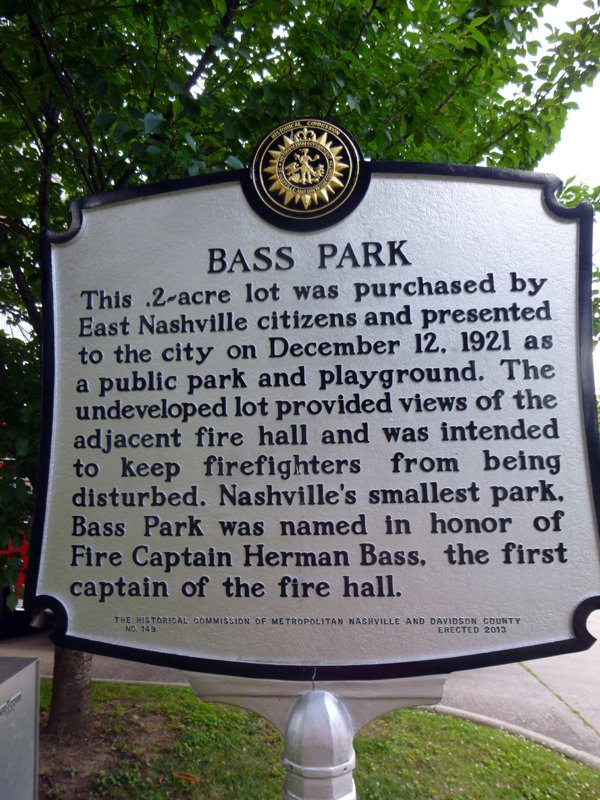 HISTORICAL COMMISSION
BASS PARK
This .2-acre lot was purchased by
East Nashville citizens and presented
to the city on December 12, 1921 as
a public park and playground. The
undeveloped lot provided views of the
adjacent fire hall and was intended
to keep firefighters from being
disturbed. Nashville's smallest park,
Bass Park was named in honor of
Fire Captain Herman Bass, the first
captain of the fire hall.
THE HISTORICAL COMMISSION OF METROPOLITAN NASHVILLE AND DAVIDSON COUNTY
NO. 149 ERECTED 2013